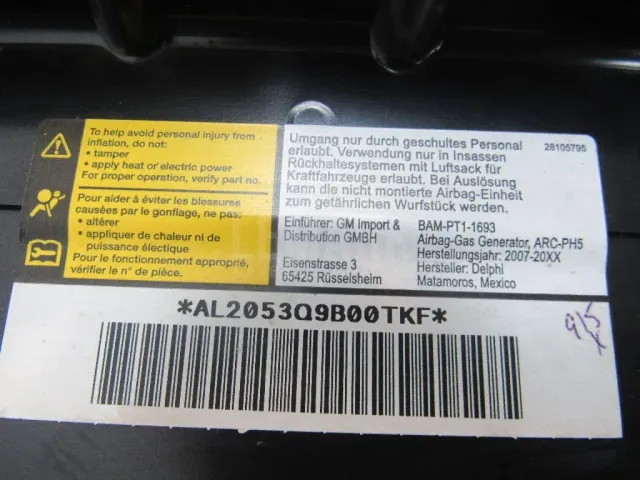 To help avoid personal injury from
inflation, do not:
• tamper
• apply heat or electric power
For proper operation, verify part no.
Pour aider à éviter les blessures
causées par le gonflage, ne pas:
• altérer
• appliquer de chaleur ni de
puissance électique
Pour le fonctionnement approprié,
vérifier le n° de pièce.
Umgang nur durch geschultes Personal
erlaubt. Verwendung nur in Insassen
Rückhaltesystemen mit Luftsack für
Kraftfahrzeuge erlaubt. Bei Auslösung
kann die nicht montierte Airbag-Einheit
zum gefährlichen Wurfstück werden.
28105795
Einführer: GM Import &
Distribution GMBH
Eisenstrasse 3
65425 Rüsselsheim
BAM-PT1-1693
Airbag-Gas Generator, ARC-PH5
Herstellungsjahr: 2007-20XX
Hersteller: Delphi
Matamoros, Mexico
*AL2053Q9B00TKF*